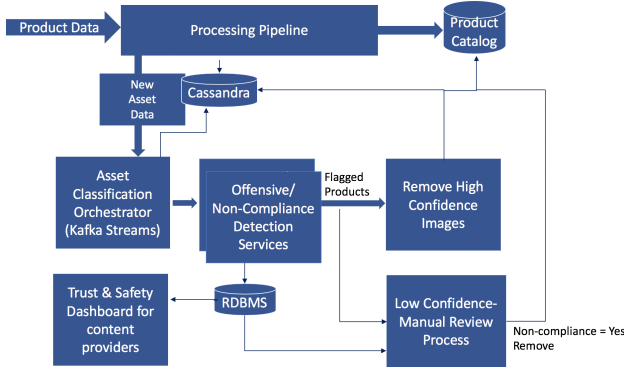 Product Data
Processing Pipeline
Product
Catalog
New
Asset
Data
Cassandra
Asset
Classification
Orchestrator
(Kafka Streams)
Offensive/
Non-Compliance
Detection
Services
Flagged
Products
Remove High
Confidence
Images
Trust & Safety
Dashboard for
content
providers
RDBMS
Low Confidence-
Manual Review
Process
Non-compliance = Yes
Remove